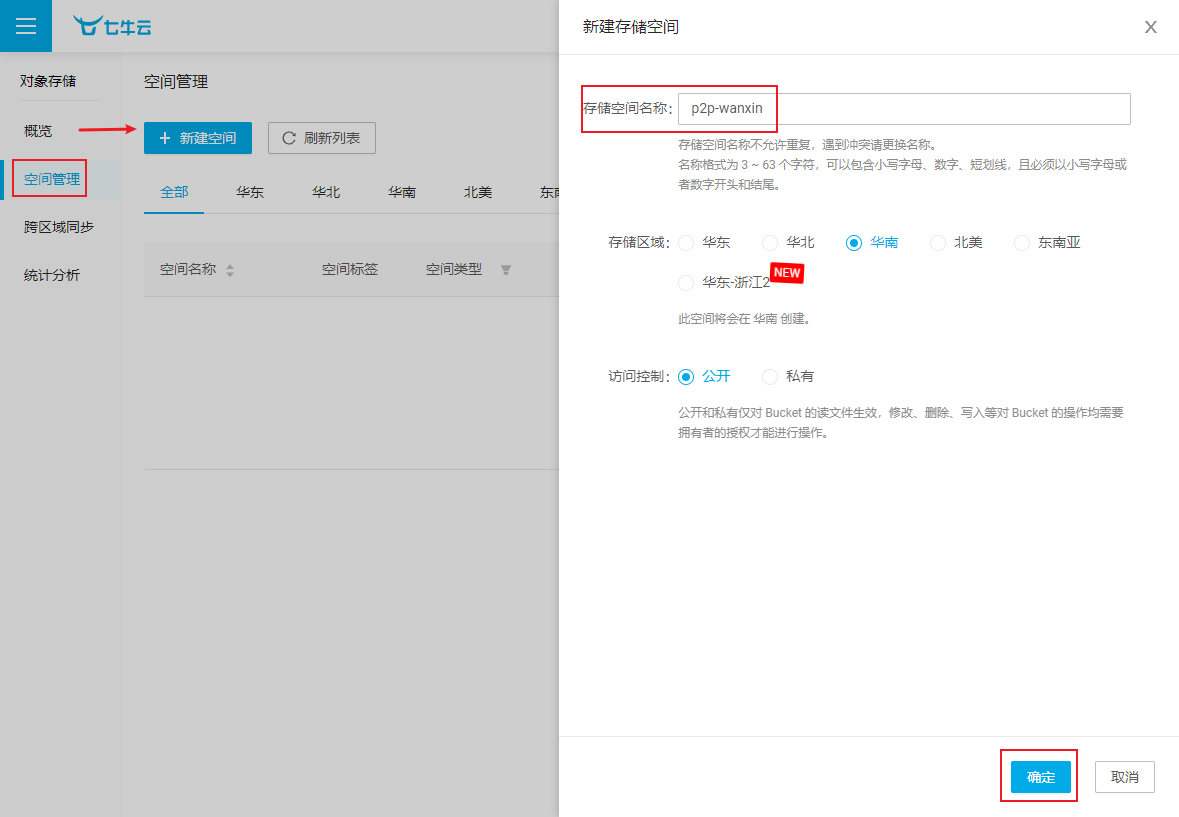 七牛云
对象存储
概览
空间管理
跨区域同步
统计分析
空间管理
新建空间
刷新列表
全部 华东 华北 华南 北美
空间名称 空间标签 空间类型
新建存储空间
存储空间名称： p2p-wanxin
存储空间名称不允许重复，遇到冲突请更换名称。
名称格式为 3 ~ 63 个字符，可以包含小写字母、数字、短划线，且必须以小写字母或
者数字开头和结尾。
存储区域： 华东 华北 华南 北美 东南亚
华东-浙江2 NEW
此空间将会在 华南 创建。
访问控制： 公开 私有
公开和私有仅对 Bucket 的读文件生效，修改、删除、写入等对 Bucket 的操作均需要
拥有者的授权才能进行操作。
确定 取消